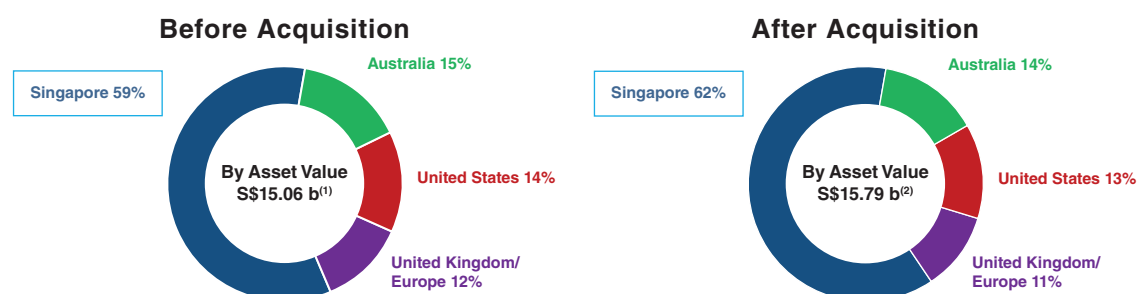 Before Acquisition
Singapore 59%
Australia 15%
By Asset Value
S$15.06 b(1)
United States 14%
United Kingdom/
Europe 12%
After Acquisition
Singapore 62%
Australia 14%
By Asset Value
S$15.79 b(2)
United States 13%
United Kingdom/
Europe 11%